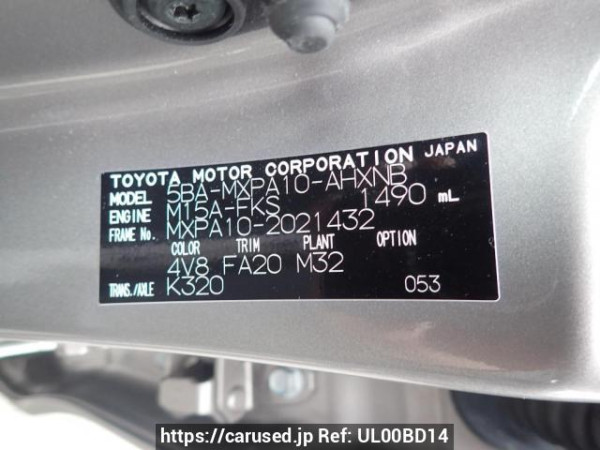 TOYOTA MOTOR CORPORATION JAPAN
MODEL 5BA-MXPA10-AHXNB
ENGINE M15A-FKS 1490 mL
FRAME No. MXPA10-2021432
COLOR TRIM PLANT OPTION
4V8 FA20 M32
TRANS./AXLE K320 053
https://carused.jp Ref: UL00BD14